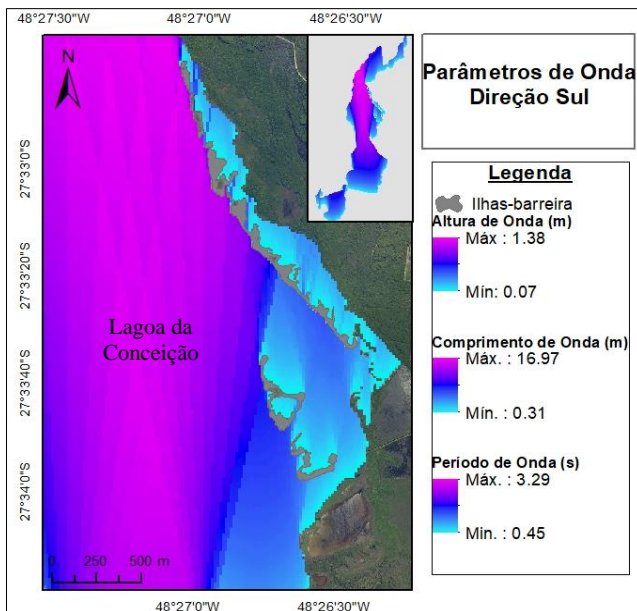 48°27'30"W 48°27'0"W 48°26'30"W
N
27°33'0"S
27°33'20"S
27°33'40"S
27°34'0"S
Lagoa da
Conceição
0 250 500 m
48°27'0"W 48°26'30"W
Parâmetros de Onda
Direção Sul
Legenda
Ilhas-barreira
Altura de Onda (m)
Máx : 1.38
Mín: 0.07
Comprimento de Onda (m)
Máx. : 16.97
Mín. : 0.31
Período de Onda (s)
Máx. : 3.29
Mín. : 0.45